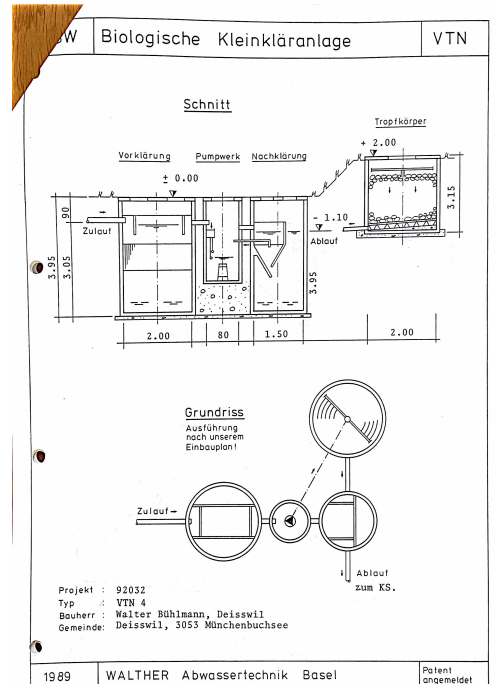 Biologische Kleinkläranlage
VTN
Schnitt
Tropfkörper
+ 2.00
Vorklärung
Pumpwerk
Nachklärung
± 0.00
90
Zulauf
- 1.10
Ablauf
3.15
3.95
3.05
3.95
2.00
80
1.50
2.00
Grundriss
Ausführung
nach unserem
Einbauplan!
Zulauf
Ablauf
zum KS.
Projekt : 92032
Typ : VTN 4
Bauherr : Walter Bühlmann, Deisswil
Gemeinde: Deisswil, 3053 Münchenbuchsee
1989
WALTHER Abwassertechnik Basel
Patent
angemeldet